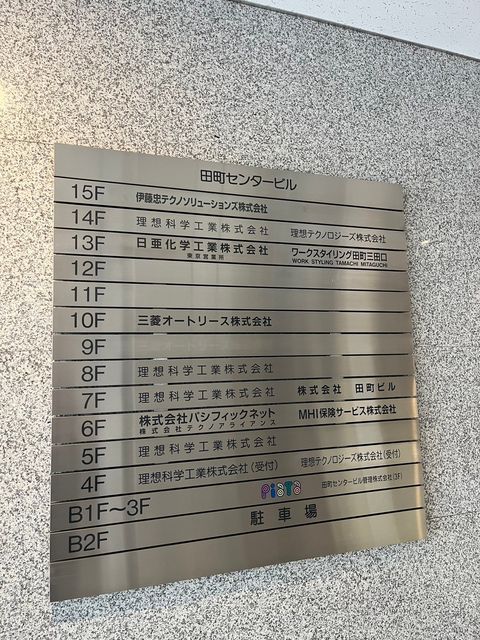 田町センタービル
15F 伊藤忠テクノソリューションズ株式会社
14F 理想科学工業株式会社 理想テクノロジーズ株式会社
13F 日亜化学工業株式会社 ワークスタイリング田町三田口
東京営業所 WORK STYLING TAMACHI MITAGUCHI
12F
11F
10F 三菱オートリース株式会社
9F
8F 理想科学工業株式会社
7F 理想科学工業株式会社 株式会社 田町ビル
6F 株式会社パシフィックネット MHI保険サービス株式会社
株式会社テクノアライアンス
5F 理想科学工業株式会社
4F 理想科学工業株式会社(受付) 理想テクノロジーズ株式会社(受付)
B1F〜3F PiaTa 田町センタービル管理株式会社(3F)
B2F 駐車場